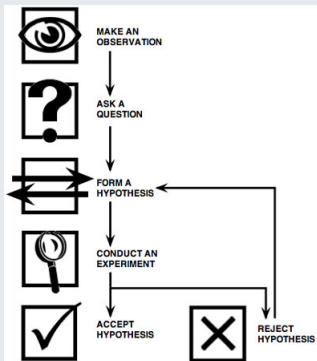 MAKE AN
OBSERVATION
ASK A
QUESTION
FORM A
HYPOTHESIS
CONDUCT AN
EXPERIMENT
ACCEPT
HYPOTHESIS
REJECT
HYPOTHESIS